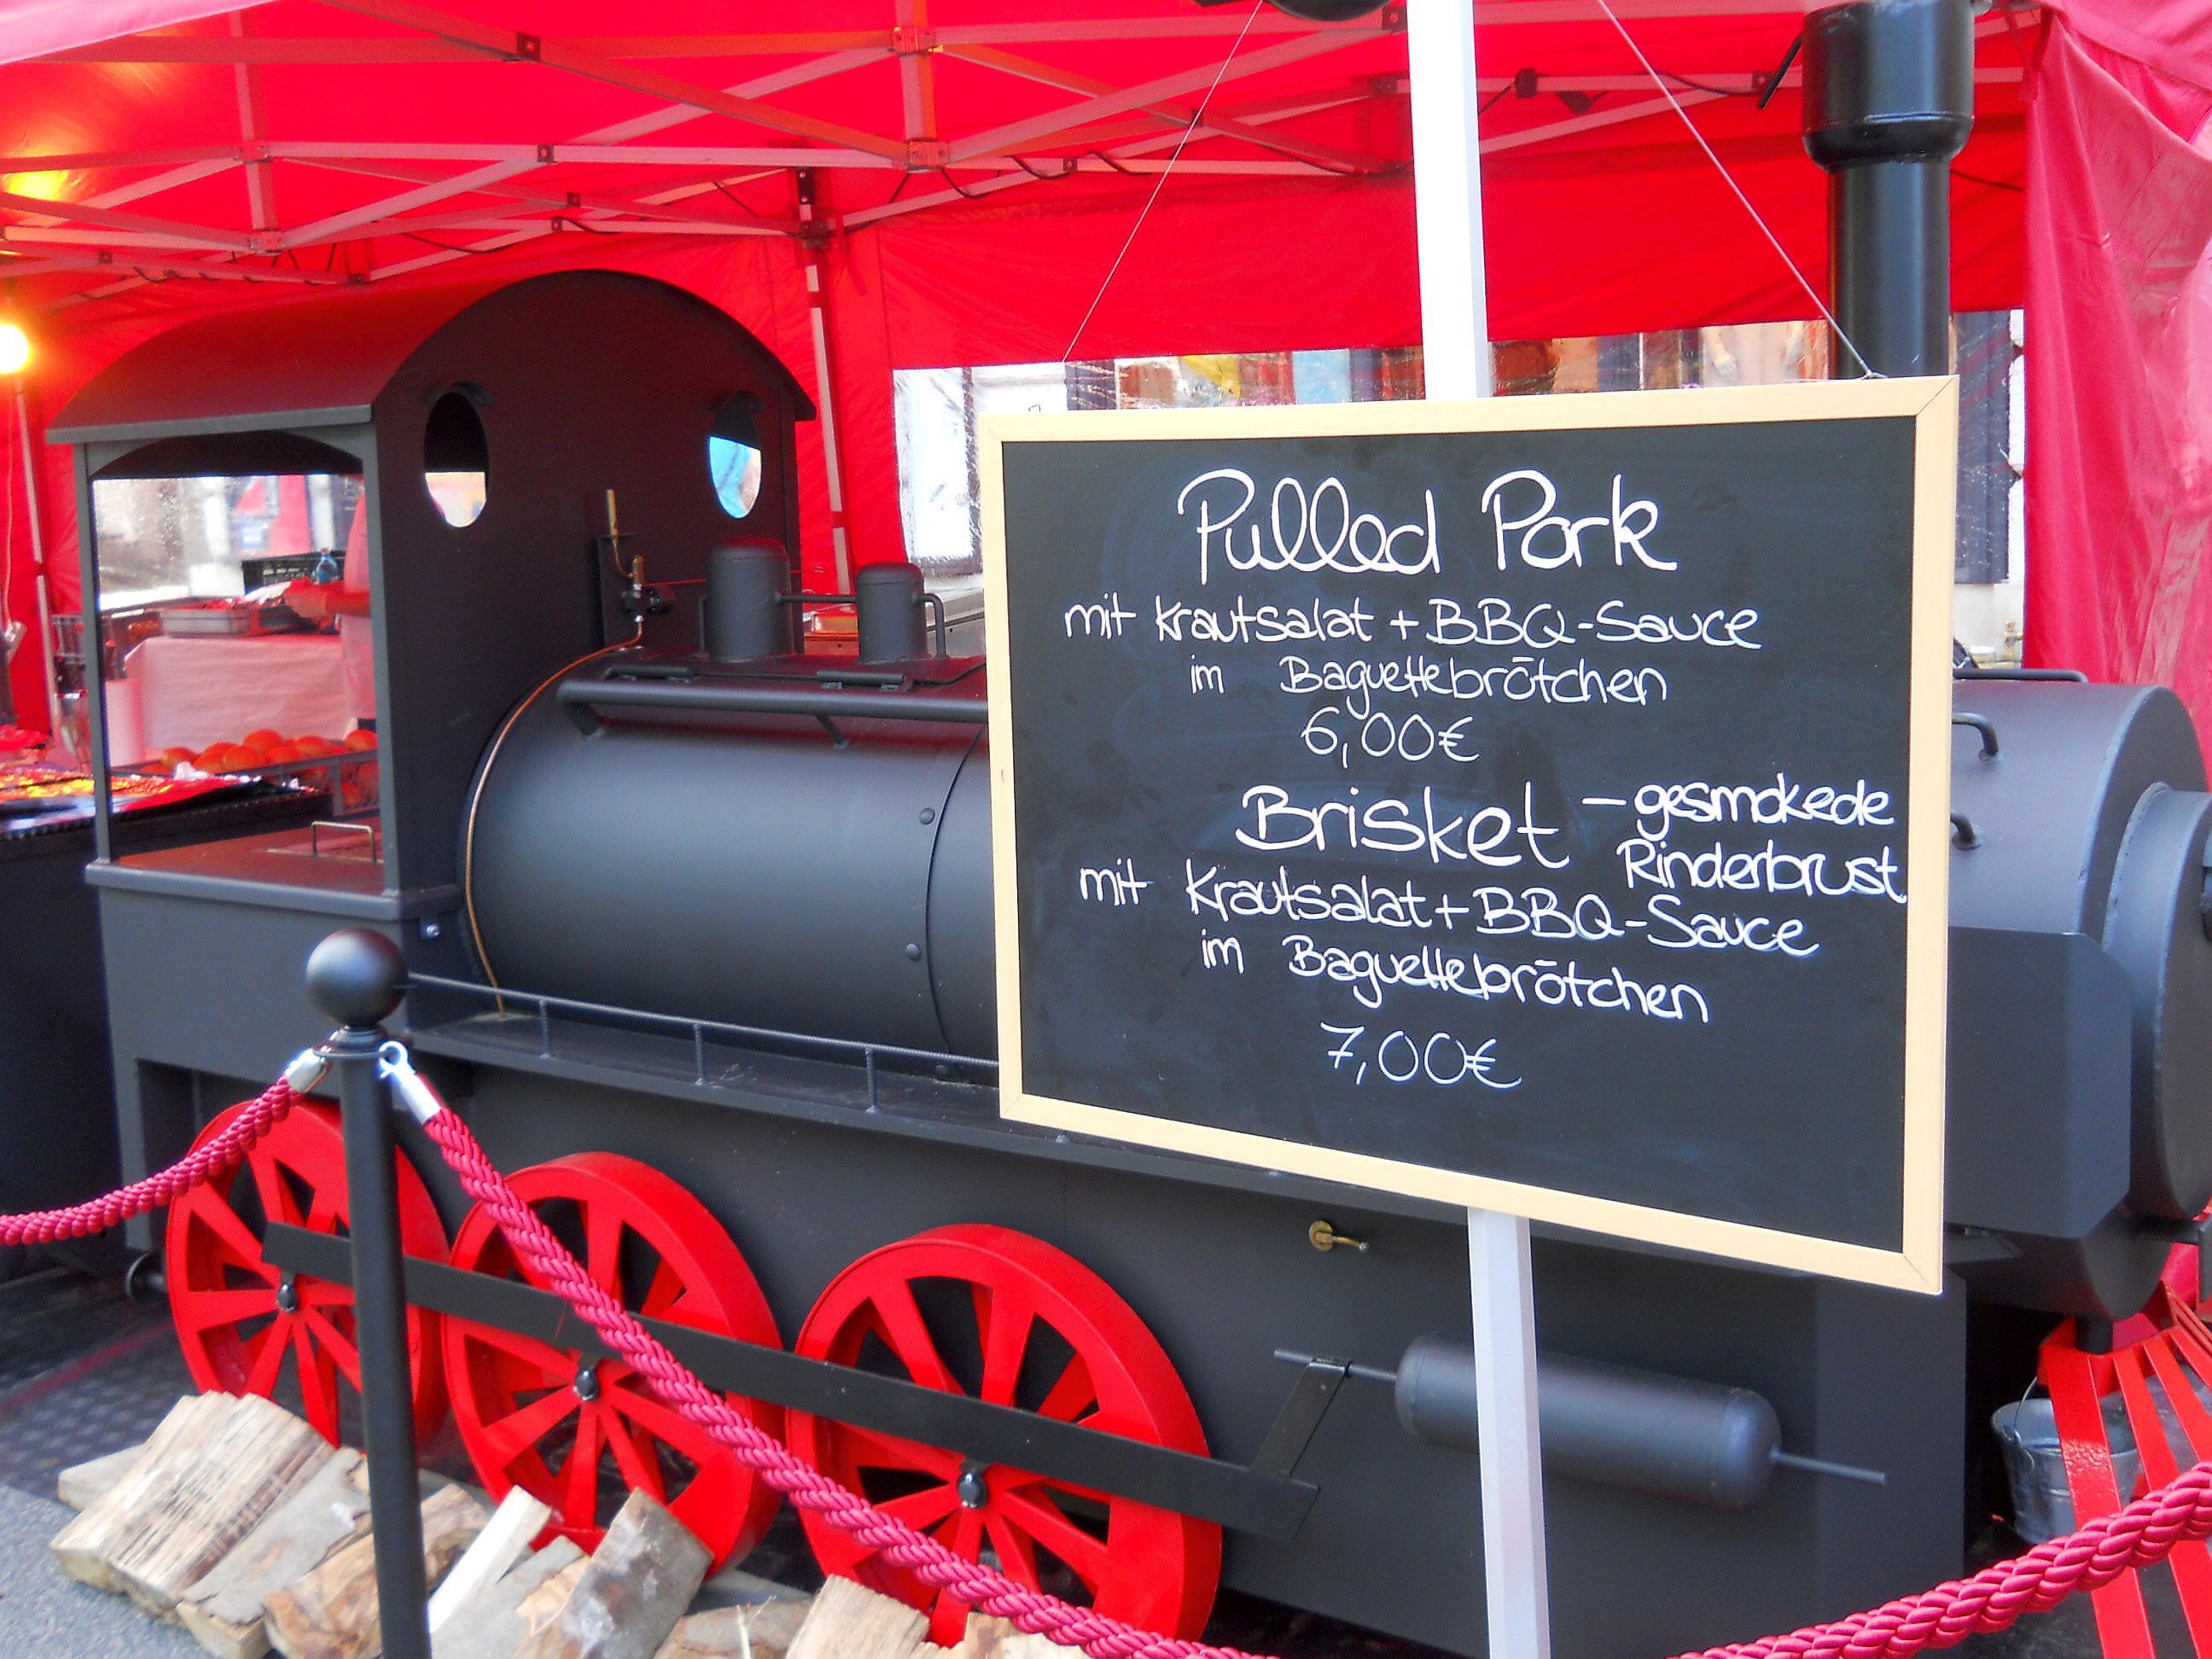 Pulled Pork
mit Krautsalat + BBQ-Sauce
im Baguettebrötchen
6,00€
Brisket - gesmokede
Rinderbrust
mit Krautsalat + BBQ-Sauce
im Baguettebrötchen
7,00€